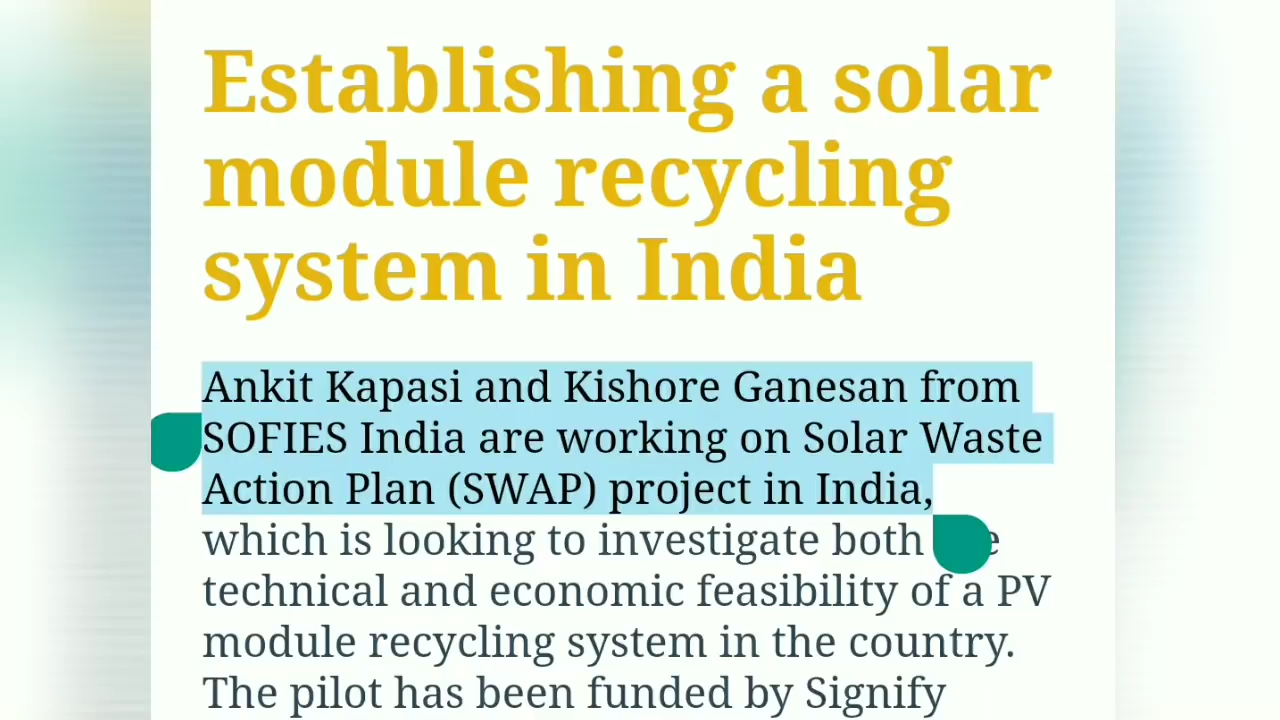 Establishing a solar
module recycling
system in India
Ankit Kapasi and Kishore Ganesan from
SOFIES India are working on Solar Waste
Action Plan (SWAP) project in India,
which is looking to investigate both
technical and economic feasibility of a PV
module recycling system in the country.
The pilot has been funded by Signify